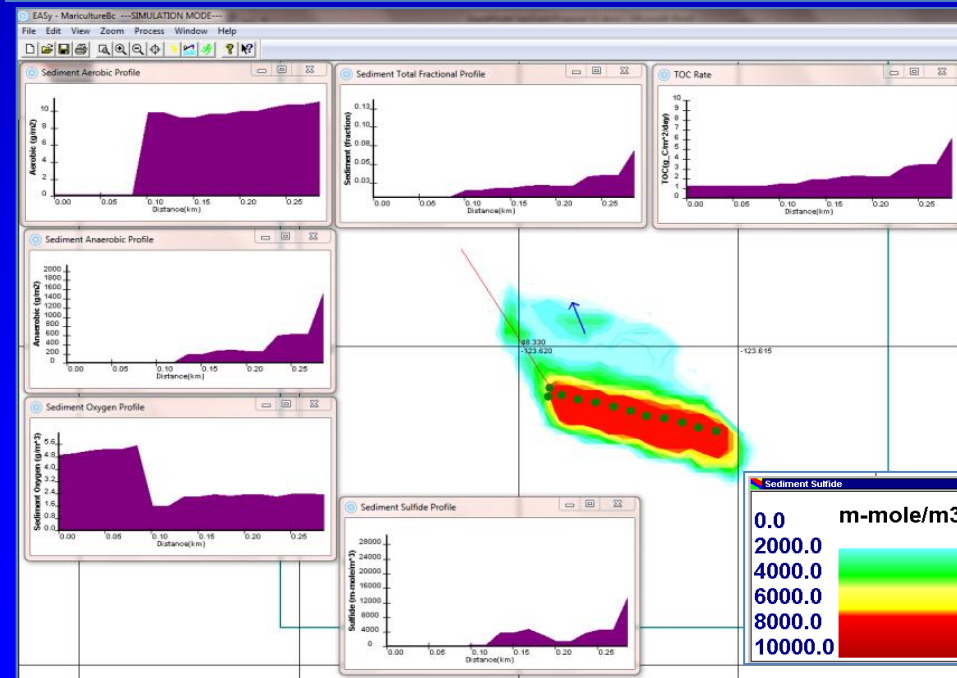 EASy - MaricultureBc ---SIMULATION MODE---
File Edit View Zoom Process Window Help
Sediment Aerobic Profile
Aerobic (g/m2)
10
8
6
4
2
0
0.00 0.05 0.10 0.15 0.20 0.25
Distance(km)
Sediment Total Fractional Profile
Sediment (fraction)
0.13
0.10
0.08
0.05
0.03
0.00 0.05 0.10 0.15 0.20 0.25
Distance(km)
TOC Rate
TOC(g_C/m^2/day)
10
9
8
7
6
5
4
3
2
1
0
0.00 0.05 0.10 0.15 0.20 0.25
Distance(km)
Sediment Anaerobic Profile
Anaerobic (g/m2)
2000
1800
1600
1400
1200
1000
800
600
400
200
0
0.00 0.05 0.10 0.15 0.20 0.25
Distance(km)
48.330
-123.620
-123.615
Sediment Oxygen Profile
Sediment Oxygen (g/m^3)
5.6
4.8
4.0
3.2
2.4
1.6
0.8
0.0
0.00 0.05 0.10 0.15 0.20 0.25
Distance(km)
Sediment Sulfide Profile
Sulfide (m-mole/m^3)
28000
24000
20000
16000
12000
8000
4000
0
0.00 0.05 0.10 0.15 0.20 0.25
Distance(km)
Sediment Sulfide
m-mole/m3
0.0
2000.0
4000.0
6000.0
8000.0
10000.0